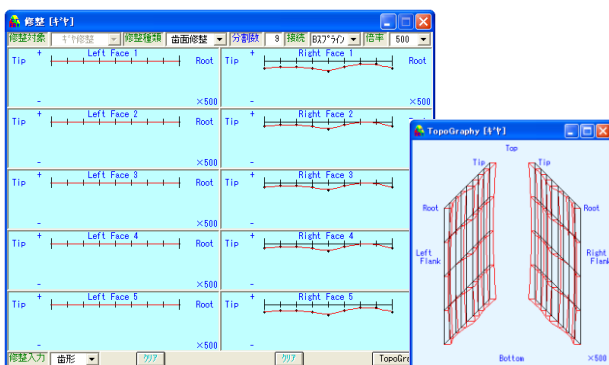 修整 [ギヤ]
修整対象 ギヤ修整 修整種類 歯面修整 分割数 9 接続 Bスプライン 倍率 500
Tip + Left Face 1 Root
- ×500
Tip + Right Face 1 Root
- ×500
Tip + Left Face 2 Root
- ×500
Tip + Right Face 2
-
Tip + Left Face 3 Root
- ×500
Tip + Right Face 3
-
Tip + Left Face 4 Root
- ×500
Tip + Right Face 4
-
Tip + Left Face 5 Root
- ×500
Tip + Right Face 5
-
修整入力 歯形 クリア クリア TopoGra
TopoGraphy [ギヤ]
Top
Tip Tip
Root Root
Left Flank
Right Flank
Bottom ×500